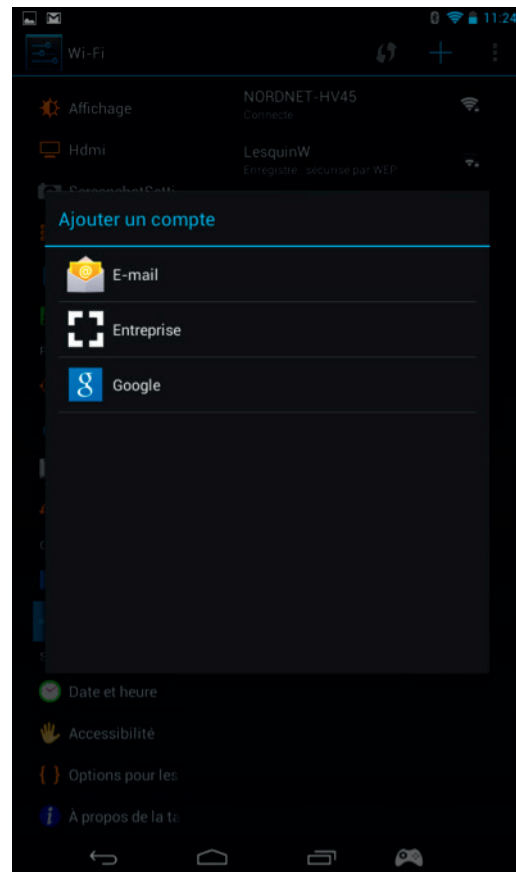 11:24
Wi-Fi
Affichage
NORDNET-HV45
Connecté
Hdmi
LesquinW
Enregistré, sécurisé par WEP
ScreenshotSetti
Ajouter un compte
E-mail
Entreprise
Google
Date et heure
Accessibilité
{ } Options pour les
À propos de la ta